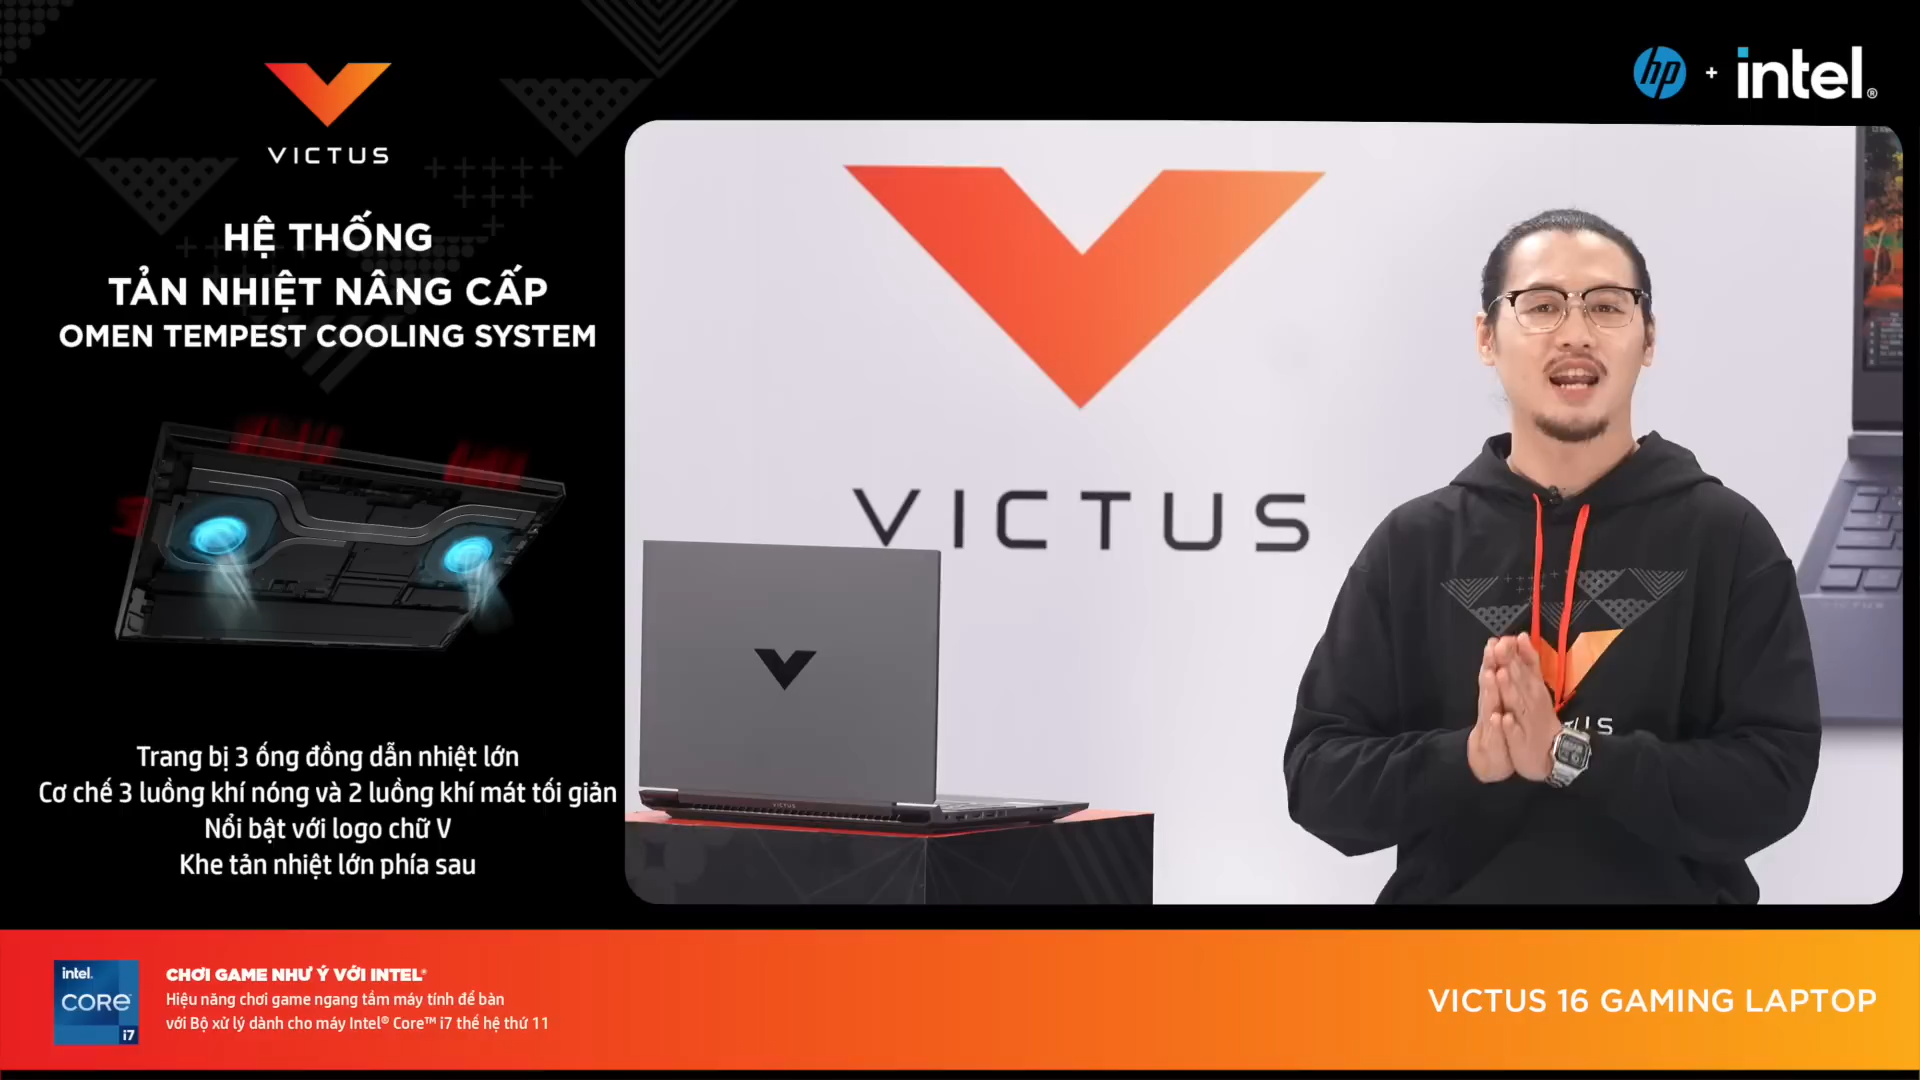 VICTUS
HỆ THỐNG
TẢN NHIỆT NÂNG CẤP
OMEN TEMPEST COOLING SYSTEM
Trang bị 3 ống đồng dẫn nhiệt lớn
Cơ chế 3 luồng khí nóng và 2 luồng khí mát tối giản
Nổi bật với logo chữ V
Khe tản nhiệt lớn phía sau
hp + intel®
VICTUS
VICTUS
VICTUS
intel.
CORE
i7
CHƠI GAME NHƯ Ý VỚI INTEL®
Hiệu năng chơi game ngang tầm máy tính để bàn
với Bộ xử lý dành cho máy Intel® Core™ i7 thế hệ thứ 11
VICTUS 16 GAMING LAPTOP